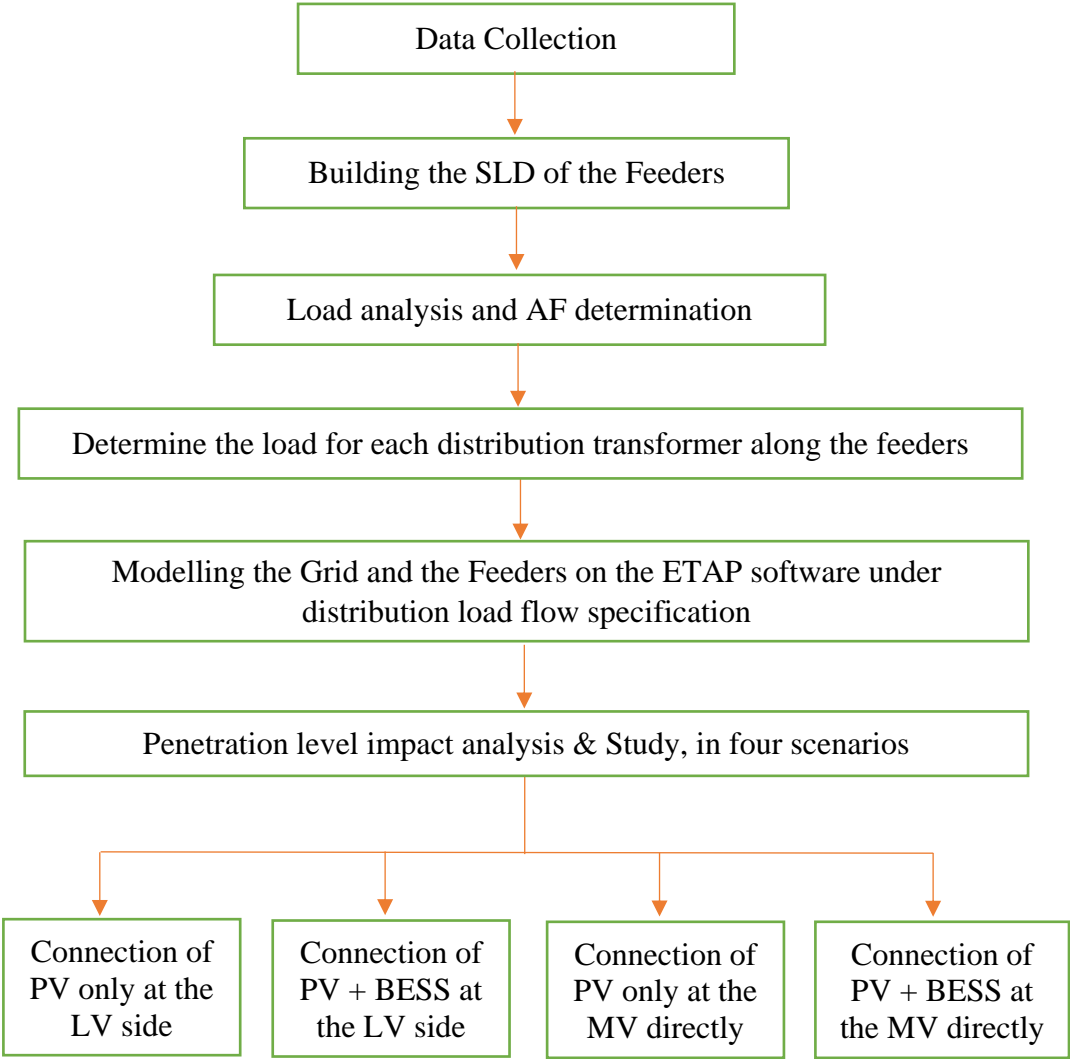 Data Collection
Building the SLD of the Feeders
Load analysis and AF determination
Determine the load for each distribution transformer along the feeders
Modelling the Grid and the Feeders on the ETAP software under
distribution load flow specification
Penetration level impact analysis & Study, in four scenarios
Connection of
PV only at the
LV side
Connection of
PV + BESS at
the LV side
Connection of
PV only at the
MV directly
Connection of
PV + BESS at
the MV directly